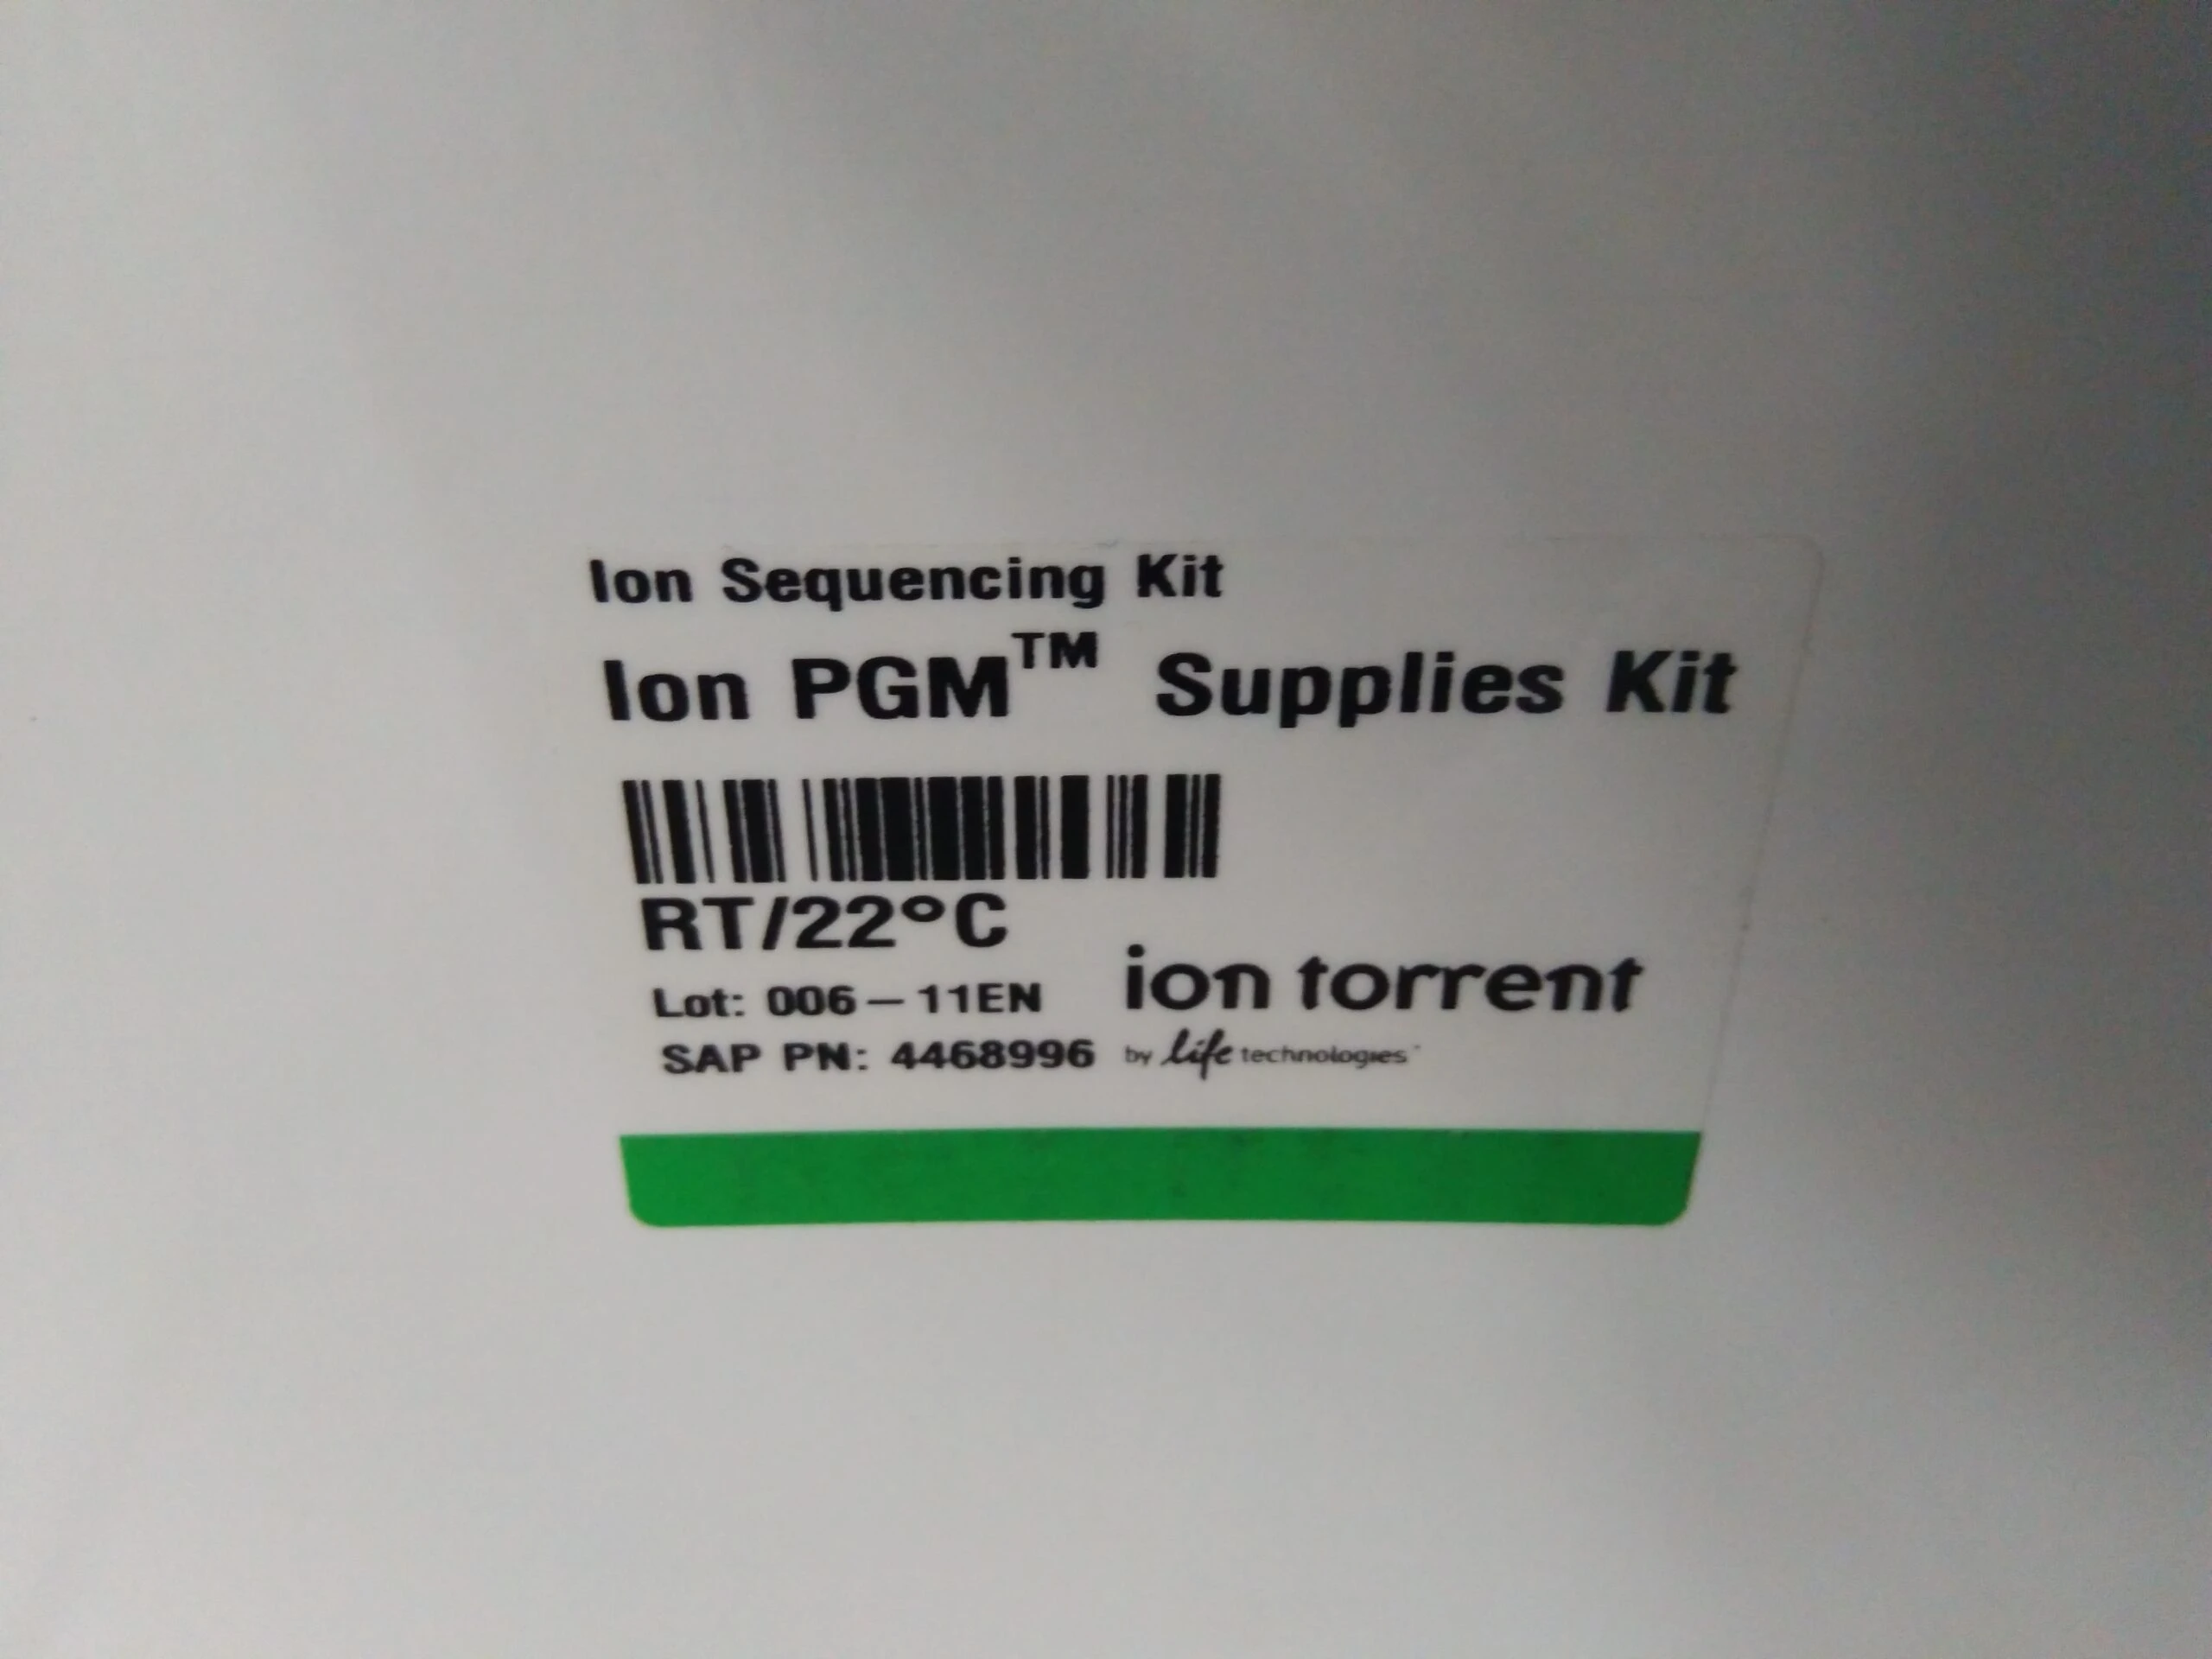 Ion Sequencing Kit
Ion PGM™ Supplies Kit
RT/22°C
Lot: 006-11EN
SAP PN: 4468996
ion torrent
by life technologies™